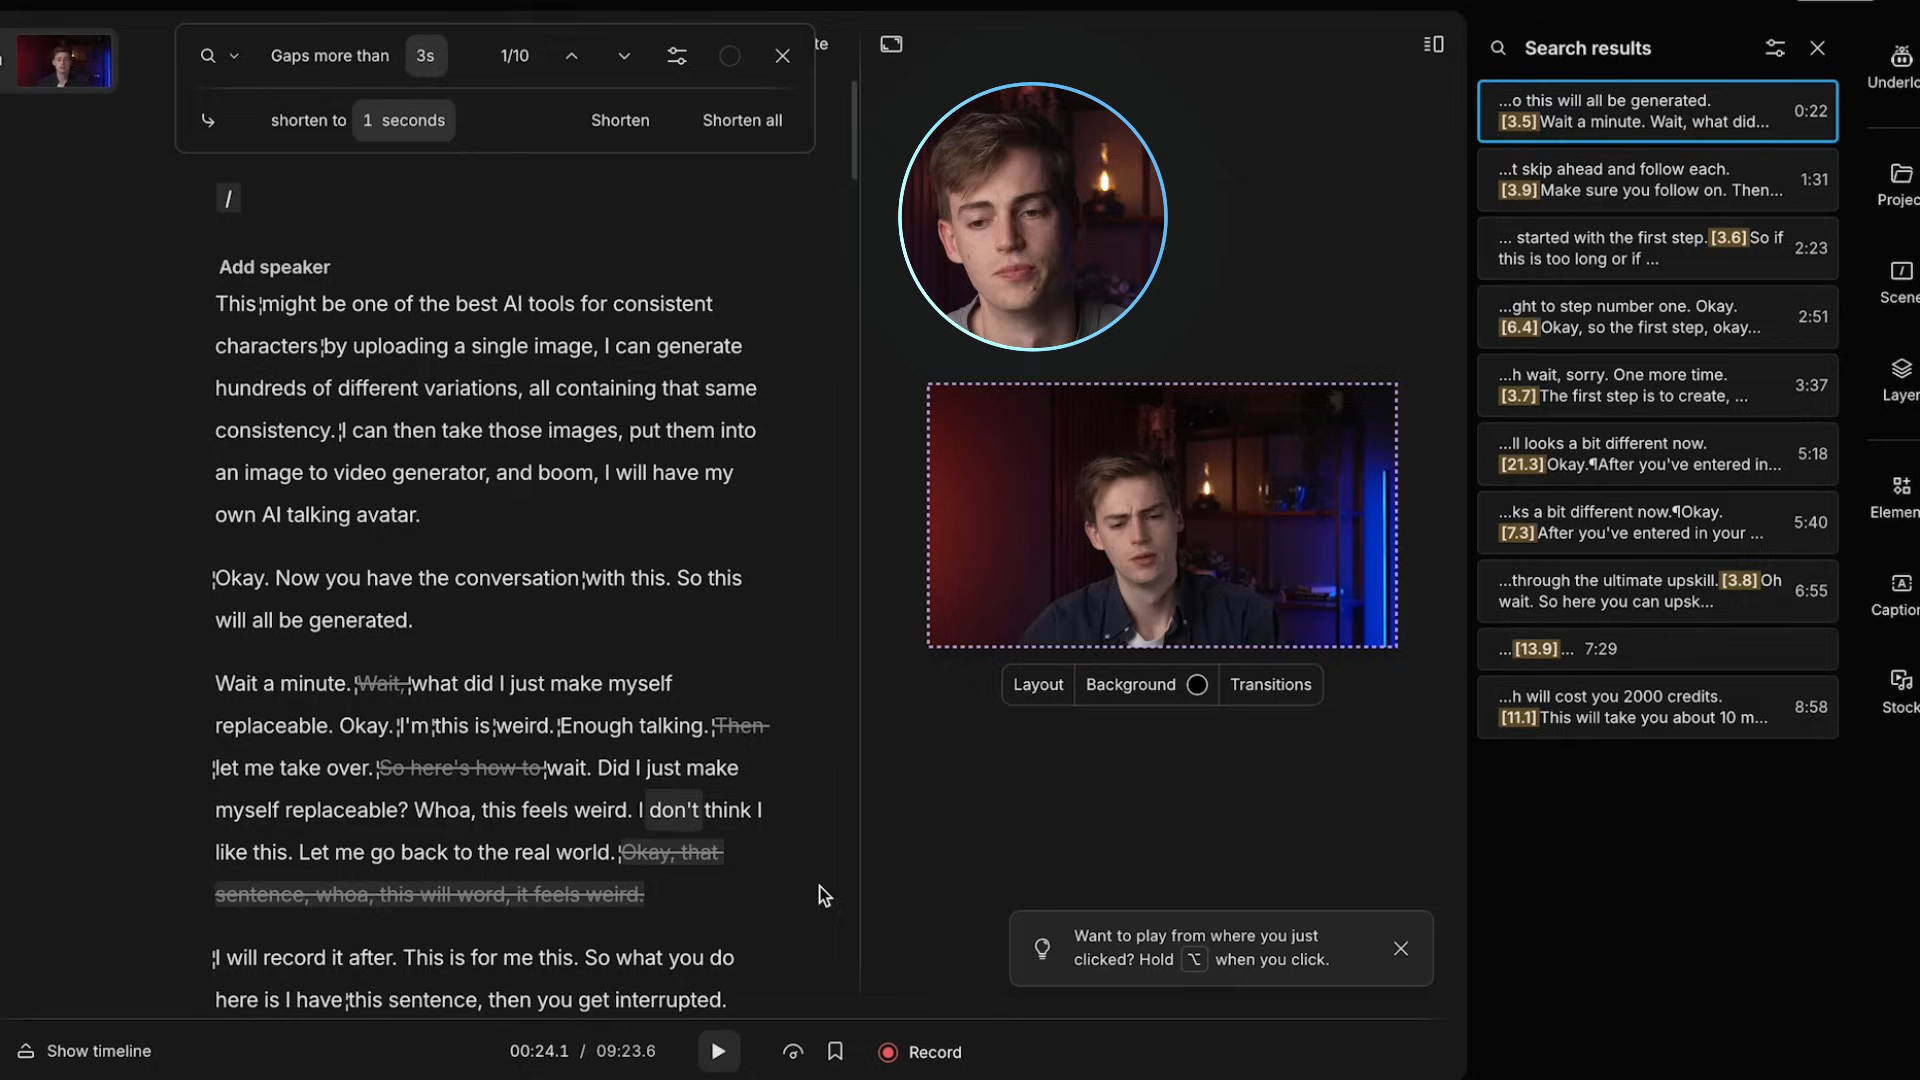 Gaps more than 3s 1/10
shorten to 1 seconds Shorten Shorten all
te
/
Add speaker
This¦might be one of the best AI tools for consistent
characters¦by uploading a single image, I can generate
hundreds of different variations, all containing that same
consistency.¦I can then take those images, put them into
an image to video generator, and boom, I will have my
own AI talking avatar.
¦Okay. Now you have the conversation¦with this. So this
will all be generated.
Wait a minute.¦Wait,¦what did I just make myself
replaceable. Okay.¦I'm¦this is¦weird.¦Enough talking.¦Then
¦let me take over.¦So here's how to¦wait. Did I just make
myself replaceable? Whoa, this feels weird. I don't think I
like this. Let me go back to the real world.¦Okay, that
sentence, whoa, this will word, it feels weird.
¦I will record it after. This is for me this. So what you do
here is I have¦this sentence, then you get interrupted.
Layout Background Transitions
Want to play from where you just
clicked? Hold ⌥ when you click.
Show timeline 00:24.1 / 09:23.6 Record
Search results
...o this will all be generated.
[3.5]Wait a minute. Wait, what did... 0:22
...t skip ahead and follow each.
[3.9]Make sure you follow on. Then... 1:31
... started with the first step.[3.6]So if
this is too long or if ... 2:23
...ght to step number one. Okay.
[6.4]Okay, so the first step, okay... 2:51
...h wait, sorry. One more time.
[3.7]The first step is to create, ... 3:37
...ll looks a bit different now.
[21.3]Okay.¶After you've entered in... 5:18
...ks a bit different now.¶Okay.
[7.3]After you've entered in your ... 5:40
...through the ultimate upskill.[3.8]Oh
wait. So here you can upsk... 6:55
...[13.9]... 7:29
...h will cost you 2000 credits.
[11.1]This will take you about 10 m... 8:58
Underlo
Projec
Scene
Layer
Elemen
Caption
Stock